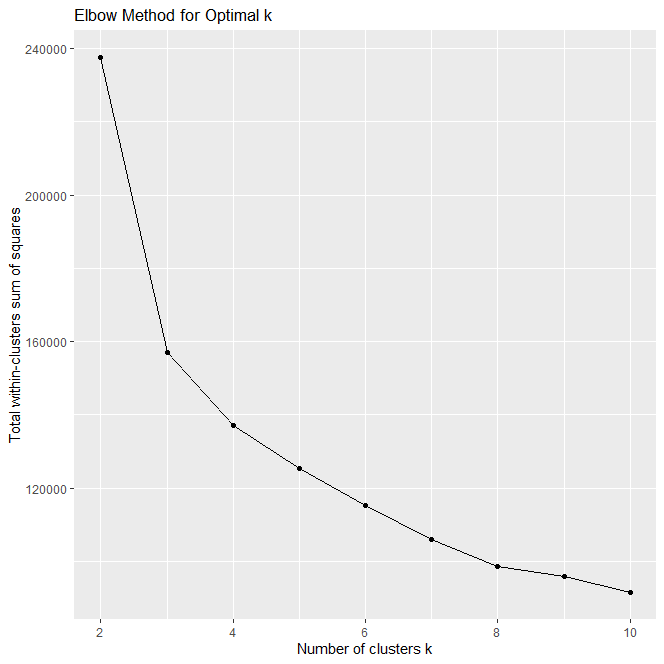 Elbow Method for Optimal k
240000
200000
160000
120000
Total within-clusters sum of squares
2 4 6 8 10
Number of clusters k